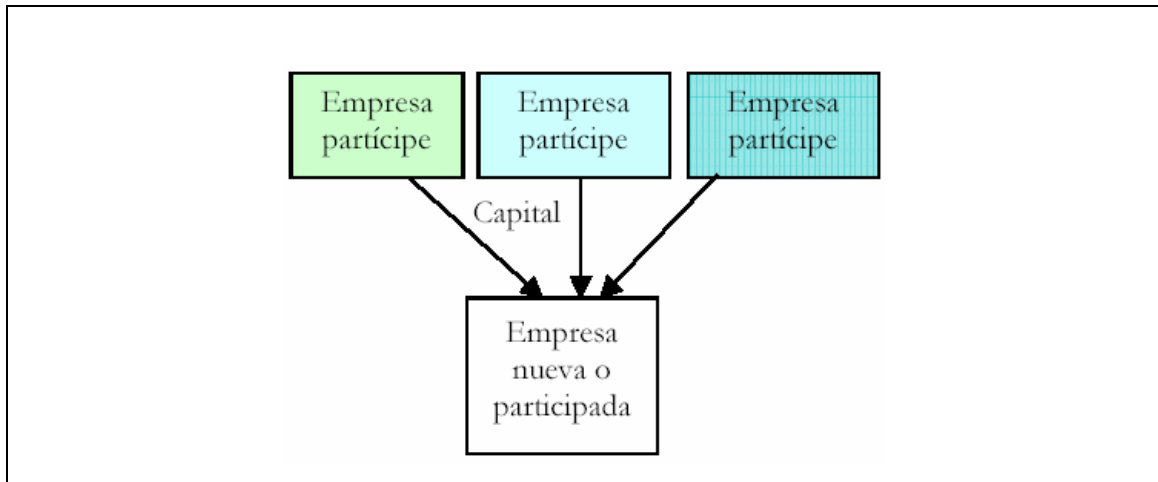 Empresa
partícipe
Empresa
partícipe
Empresa
partícipe
Capital
Empresa
nueva o
participada